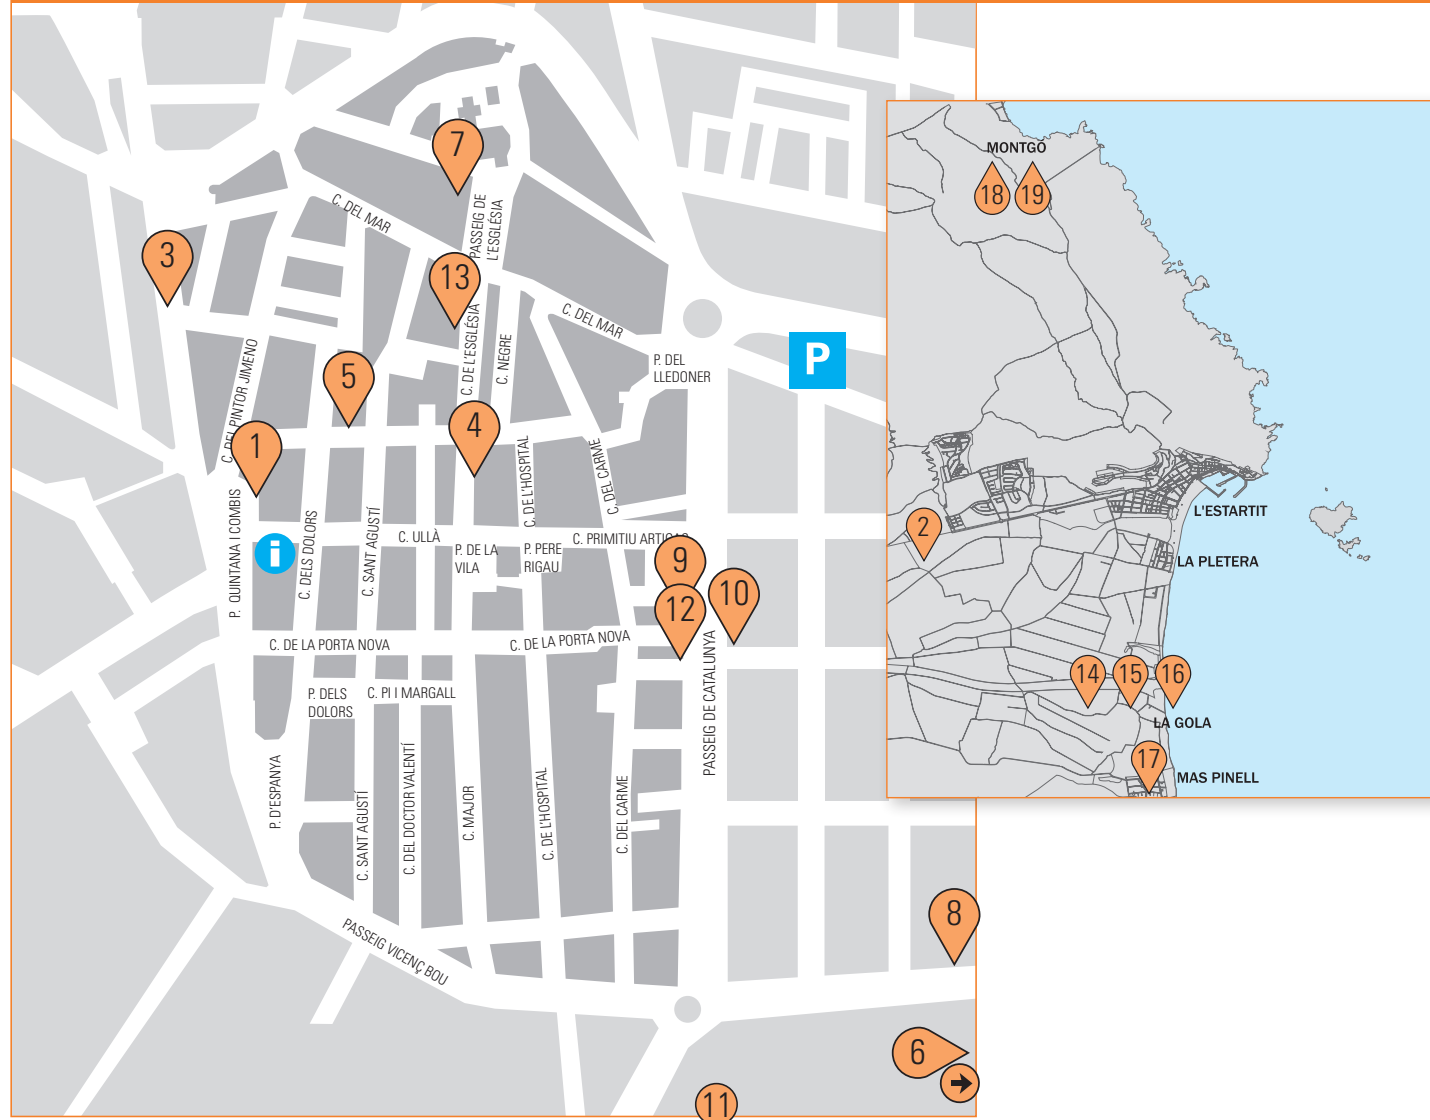 7
C. DEL MAR
PASSEIG DE
L'ESGLÉSIA
3
13
C. DEL MAR
C. DE L'ESGLÉSIA
C. NEGRE
P. DEL
LLEDONER
P
C. DEL PINTOR JIMENO
5
4
1
C. DE L'HOSPITAL
C. DEL CARME
P. QUINTANA I COMBIS
i
C. DELS DOLORS
C. SANT AGUSTÍ
C. ULLÀ
P. DE LA
VILA
P. PERE
RIGAU
C. PRIMITIU ARTIGAS
9
12
10
C. DE LA PORTA NOVA
C. DE LA PORTA NOVA
PASSEIG DE CATALUNYA
P. DELS
DOLORS
C. PI I MARGALL
P. D'ESPANYA
C. SANT AGUSTÍ
C. DEL DOCTOR VALENTÍ
C. MAJOR
C. DE L'HOSPITAL
C. DEL CARME
PASSEIG VICENÇ BOU
8
6
11
MONTGÓ
18
19
L'ESTARTIT
2
LA PLETERA
14
15
16
LA GOLA
17
MAS PINELL